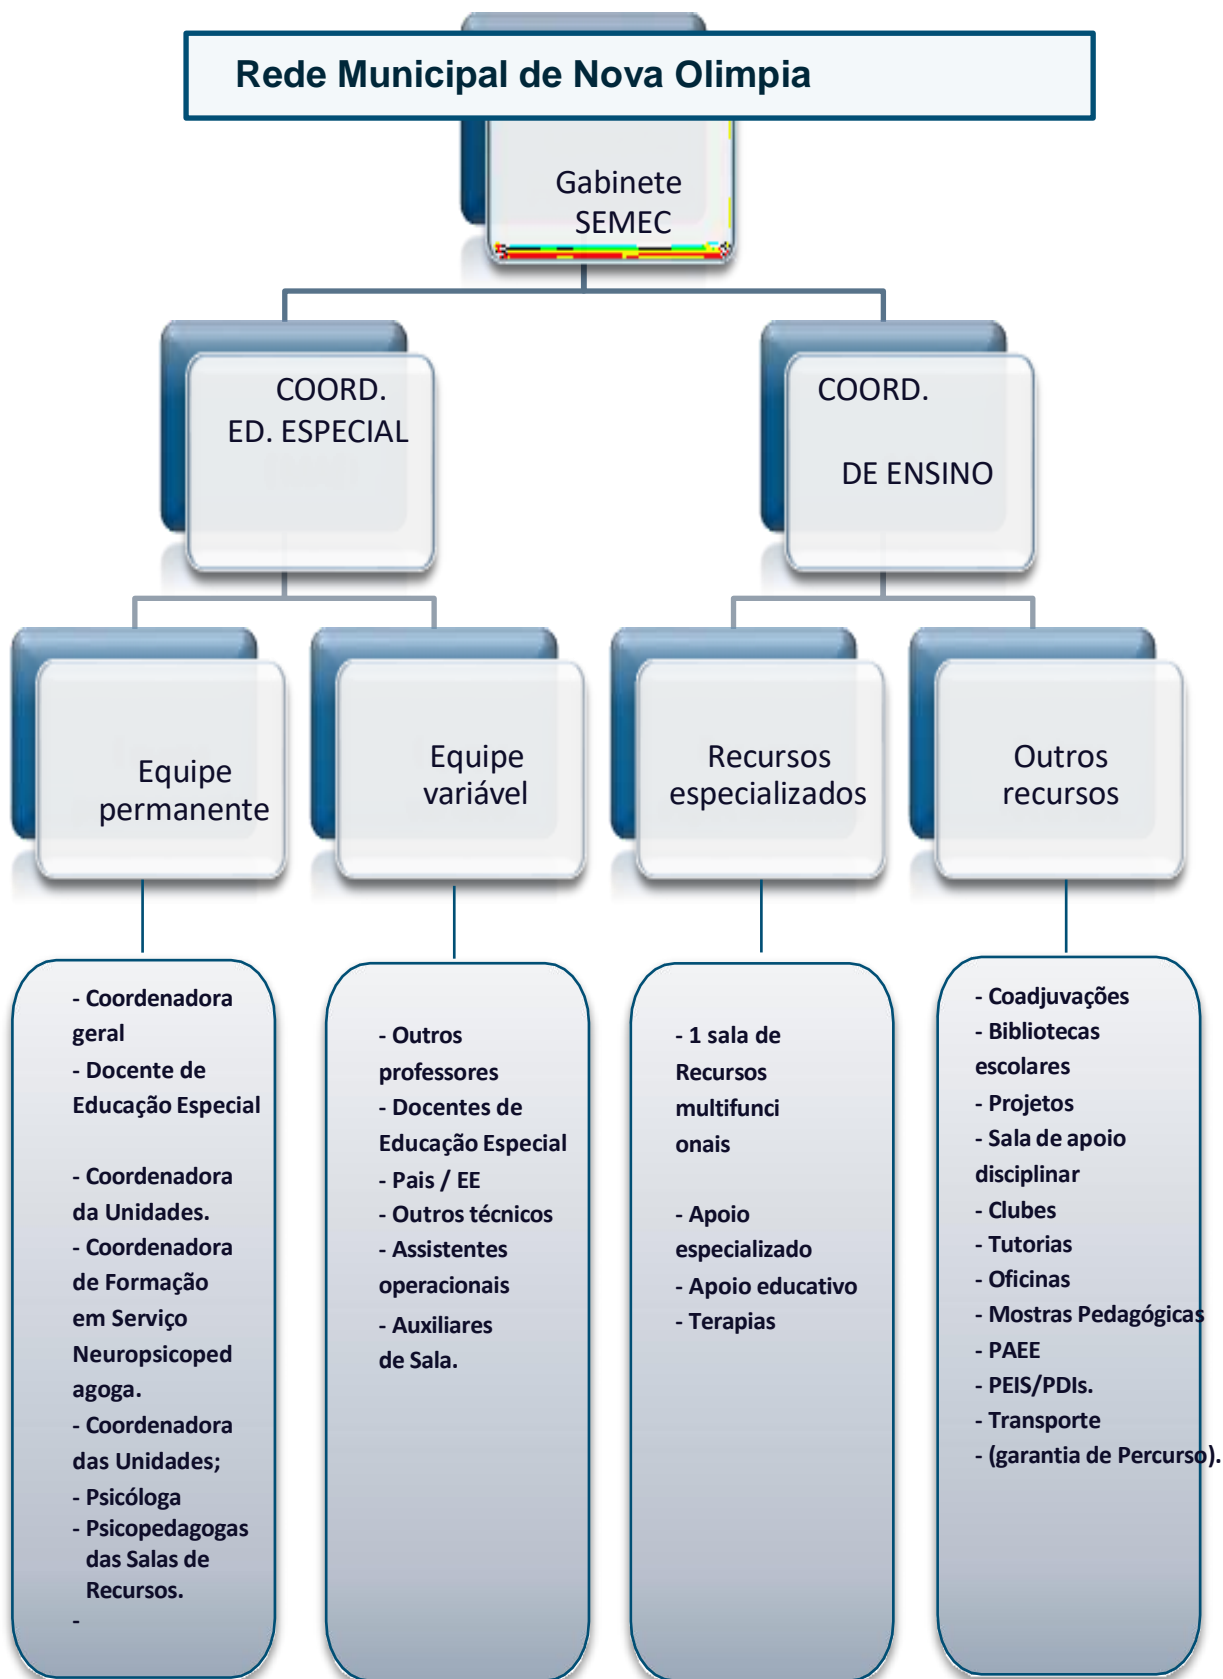 Rede Municipal de Nova Olimpia
Gabinete
SEMEC
COORD.
ED. ESPECIAL
COORD.
DE ENSINO
Equipe
permanente
Equipe
variável
Recursos
especializados
Outros
recursos
- Coordenadora
geral
- Docente de
Educação Especial
- Coordenadora
da Unidades.
- Coordenadora
de Formação
em Serviço
Neuropsicoped
agoga.
- Coordenadora
das Unidades;
- Psicóloga
- Psicopedagogas
das Salas de
Recursos.
-
- Outros
professores
- Docentes de
Educação Especial
- Pais / EE
- Outros técnicos
- Assistentes
operacionais
- Auxiliares
de Sala.
- 1 sala de
Recursos
multifunci
onais
- Apoio
especializado
- Apoio educativo
- Terapias
- Coadjuvações
- Bibliotecas
escolares
- Projetos
- Sala de apoio
disciplinar
- Clubes
- Tutorias
- Oficinas
- Mostras Pedagógicas
- PAEE
- PEIS/PDIs.
- Transporte
- (garantia de Percurso).